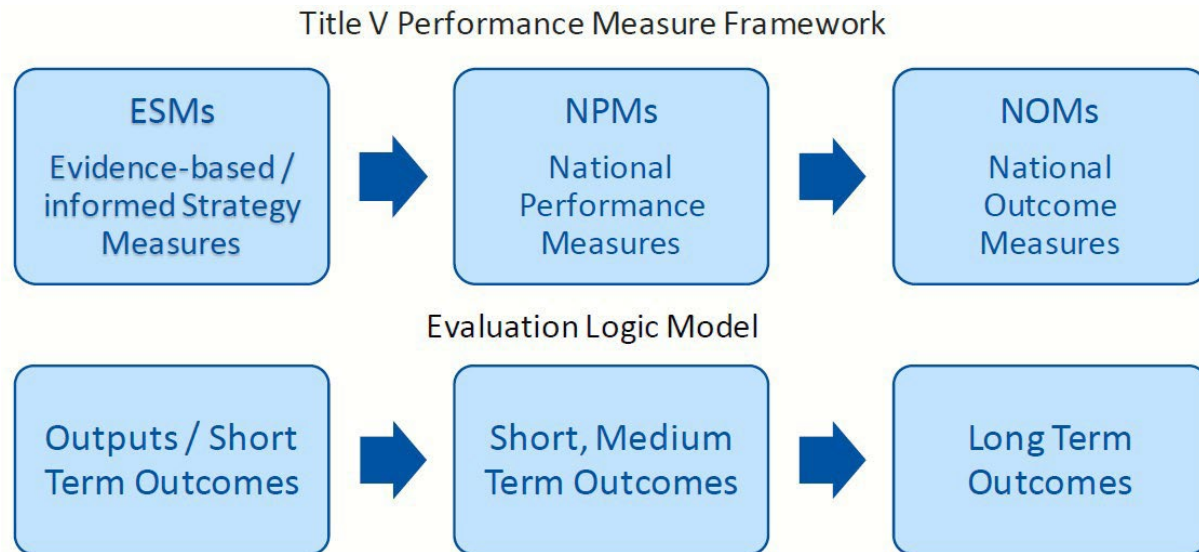 Title V Performance Measure Framework
ESMs
Evidence-based /
informed Strategy
Measures
NPMs
National
Performance
Measures
NOMs
National
Outcome
Measures
Evaluation Logic Model
Outputs / Short
Term Outcomes
Short, Medium
Term Outcomes
Long Term
Outcomes